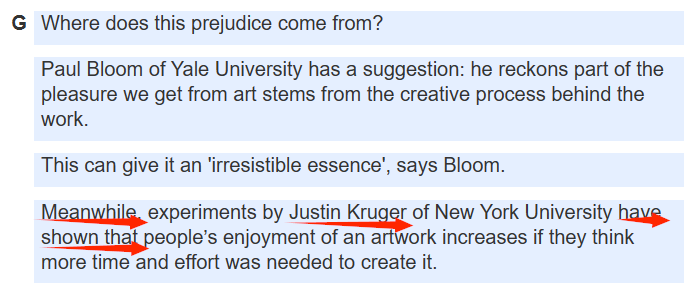 G Where does this prejudice come from?
Paul Bloom of Yale University has a suggestion: he reckons part of the
pleasure we get from art stems from the creative process behind the
work.
This can give it an 'irresistible essence', says Bloom.
Meanwhile, experiments by Justin Kruger of New York University have
shown that people’s enjoyment of an artwork increases if they think
more time and effort was needed to create it.